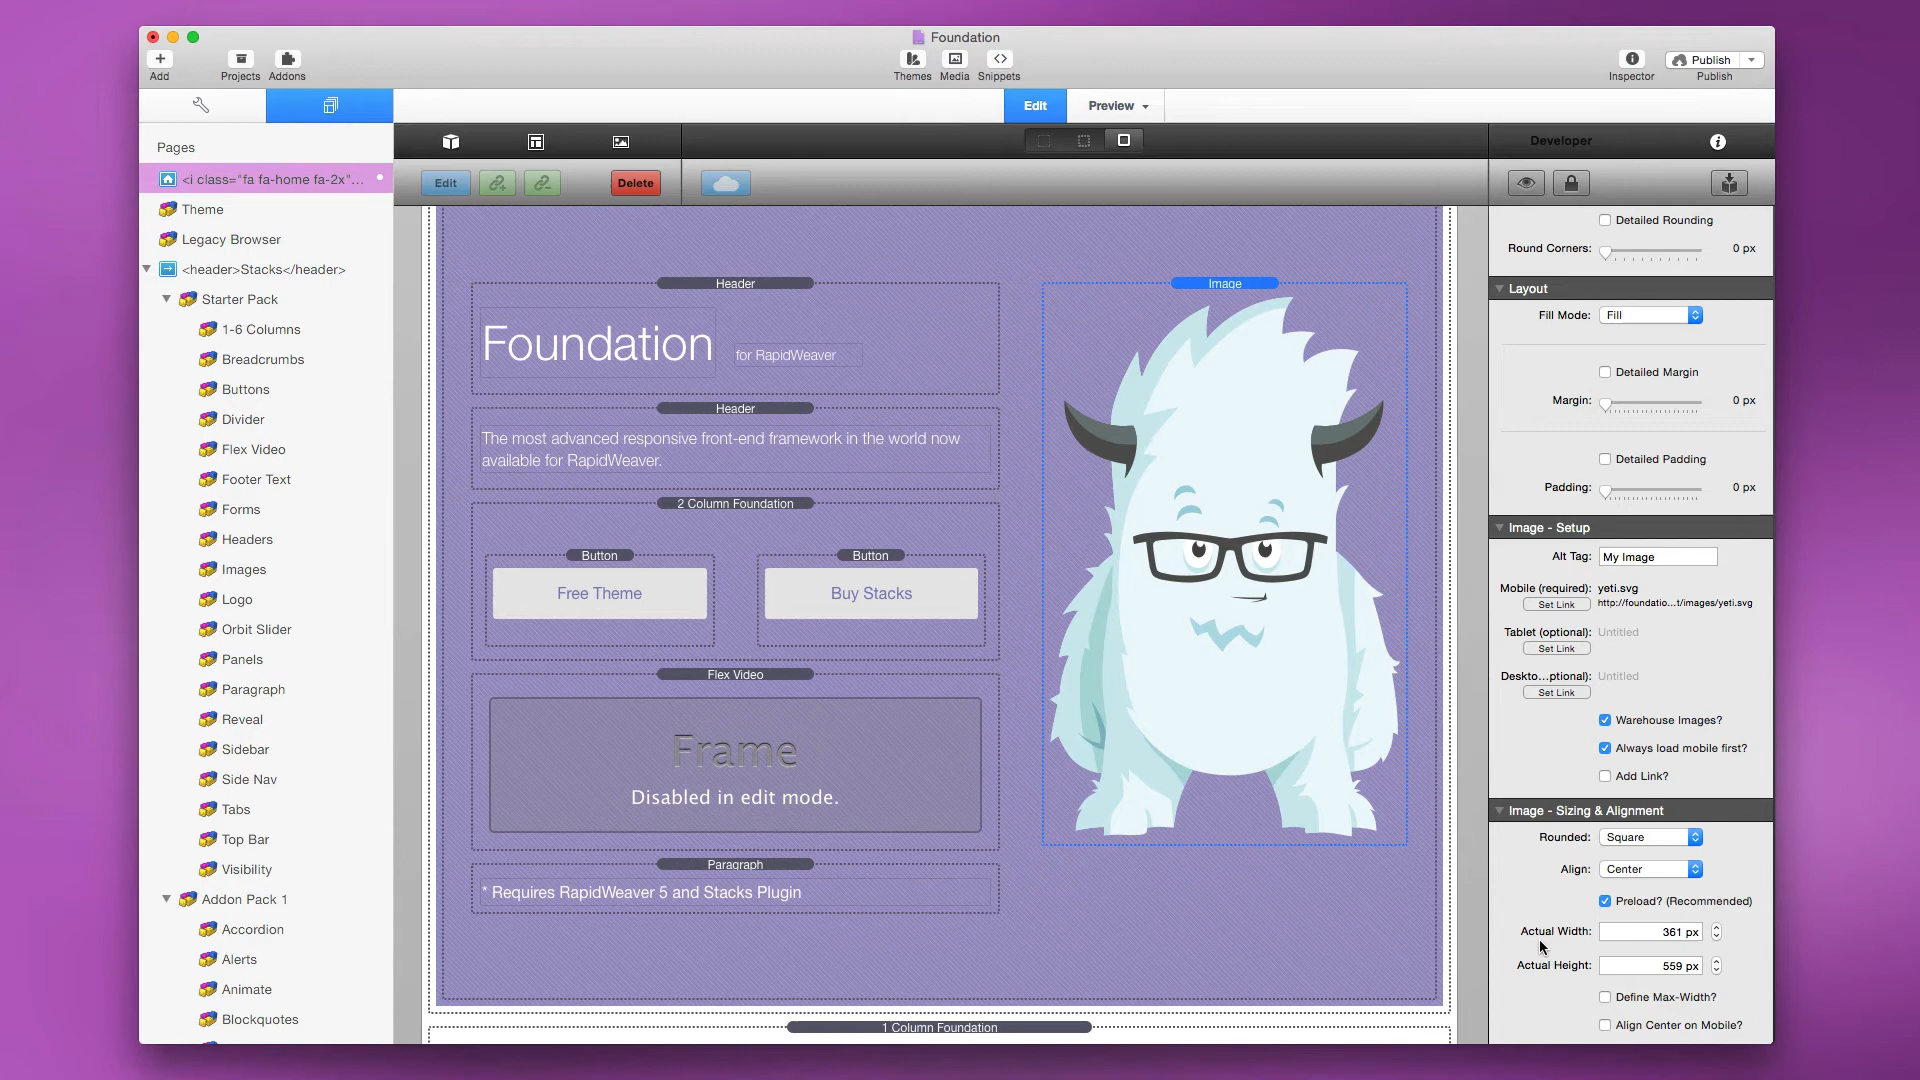 Foundation
Add
Projects
Addons
Themes
Media
Snippets
Inspector
Publish
Publish
Edit
Preview
Pages
<i class="fa fa-home fa-2x"...
Theme
Legacy Browser
<header>Stacks</header>
Starter Pack
1-6 Columns
Breadcrumbs
Buttons
Divider
Flex Video
Footer Text
Forms
Headers
Images
Logo
Orbit Slider
Panels
Paragraph
Reveal
Sidebar
Side Nav
Tabs
Top Bar
Visibility
Addon Pack 1
Accordion
Alerts
Animate
Blockquotes
Edit
Delete
Header
Foundation
for RapidWeaver
Header
The most advanced responsive front-end framework in the world now
available for RapidWeaver.
2 Column Foundation
Button
Free Theme
Button
Buy Stacks
Flex Video
Frame
Disabled in edit mode.
Paragraph
* Requires RapidWeaver 5 and Stacks Plugin
Image
1 Column Foundation
Developer
Detailed Rounding
Round Corners: 0 px
Layout
Fill Mode: Fill
Detailed Margin
Margin: 0 px
Detailed Padding
Padding: 0 px
Image - Setup
Alt Tag: My Image
Mobile (required): yeti.svg
Set Link http://foundatio...t/images/yeti.svg
Tablet (optional): Untitled
Set Link
Deskto...ptional): Untitled
Set Link
Warehouse Images?
Always load mobile first?
Add Link?
Image - Sizing & Alignment
Rounded: Square
Align: Center
Preload? (Recommended)
Actual Width: 361 px
Actual Height: 559 px
Define Max-Width?
Align Center on Mobile?